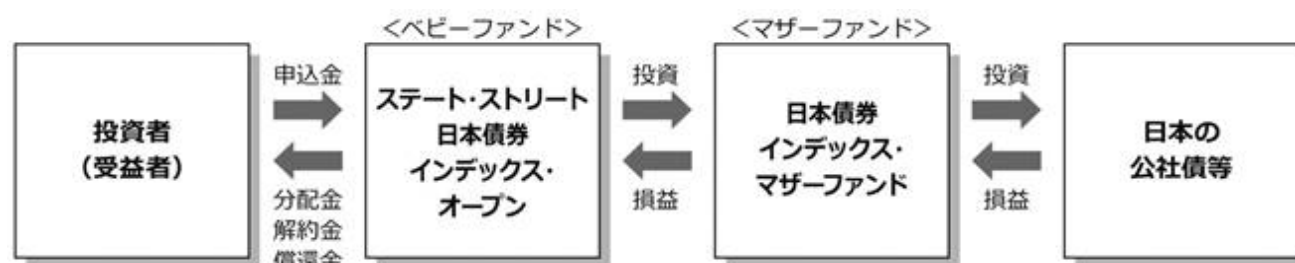 <ベビーファンド>
<マザーファンド>
投資者
(受益者)
申込金
分配金
解約金
償還金
ステート・ストリート
日本債券
インデックス・
オープン
投資
損益
日本債券
インデックス・
マザーファンド
投資
損益
日本の
公社債等